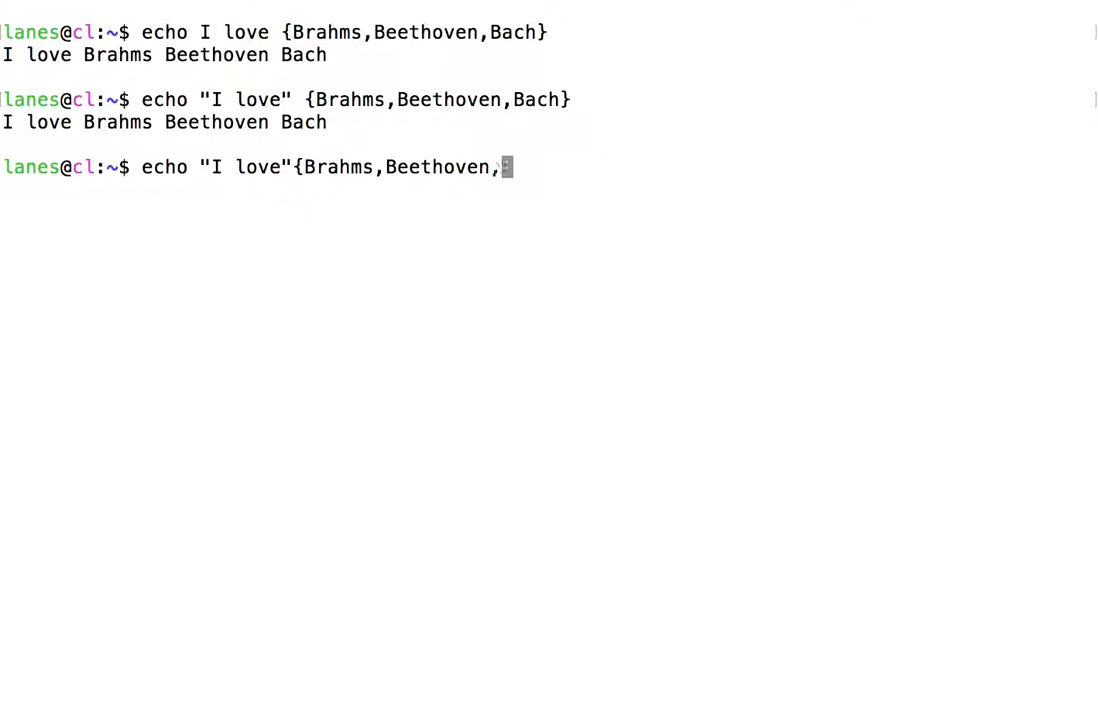 lanes@cl:~$ echo I love {Brahms,Beethoven,Bach}
I love Brahms Beethoven Bach
lanes@cl:~$ echo "I love" {Brahms,Beethoven,Bach}
I love Brahms Beethoven Bach
lanes@cl:~$ echo "I love"{Brahms,Beethoven,